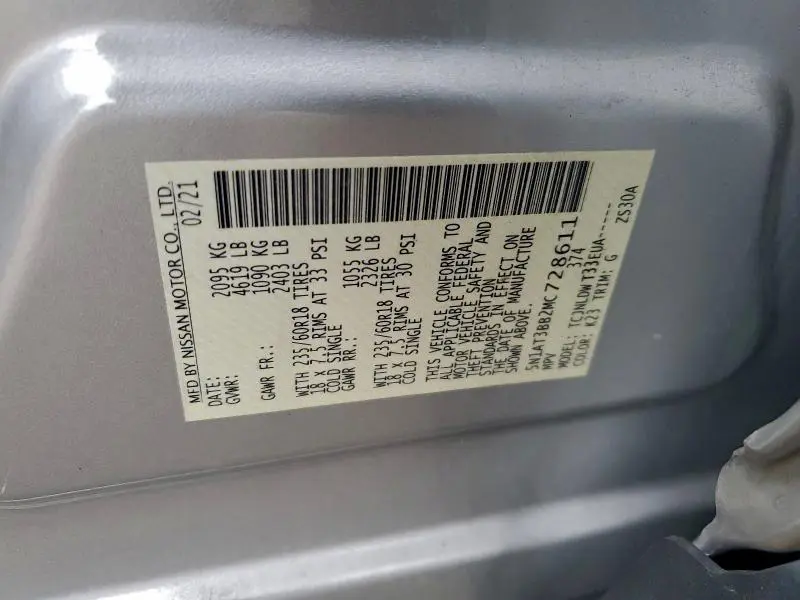 MFD BY NISSAN MOTOR CO., LTD.
DATE: 02/21
GVWR: 2095 KG
4619 LB
GAWR FR.: 1090 KG
2403 LB
WITH 235/60R18 TIRES
18 X 7.5 RIMS AT 33 PSI
COLD SINGLE
GAWR RR.: 1055 KG
2326 LB
WITH 235/60R18 TIRES
18 X 7.5 RIMS AT 30 PSI
COLD SINGLE
THIS VEHICLE CONFORMS TO
ALL APPLICABLE FEDERAL
MOTOR VEHICLE SAFETY AND
THEFT PREVENTION
STANDARDS IN EFFECT ON
THE DATE OF MANUFACTURE
SHOWN ABOVE.
5N1AT3BB2MC728611
MPV 374
MODEL: TCJNLDW T33EUA-----
COLOR: K23 TRIM: G ZS30A